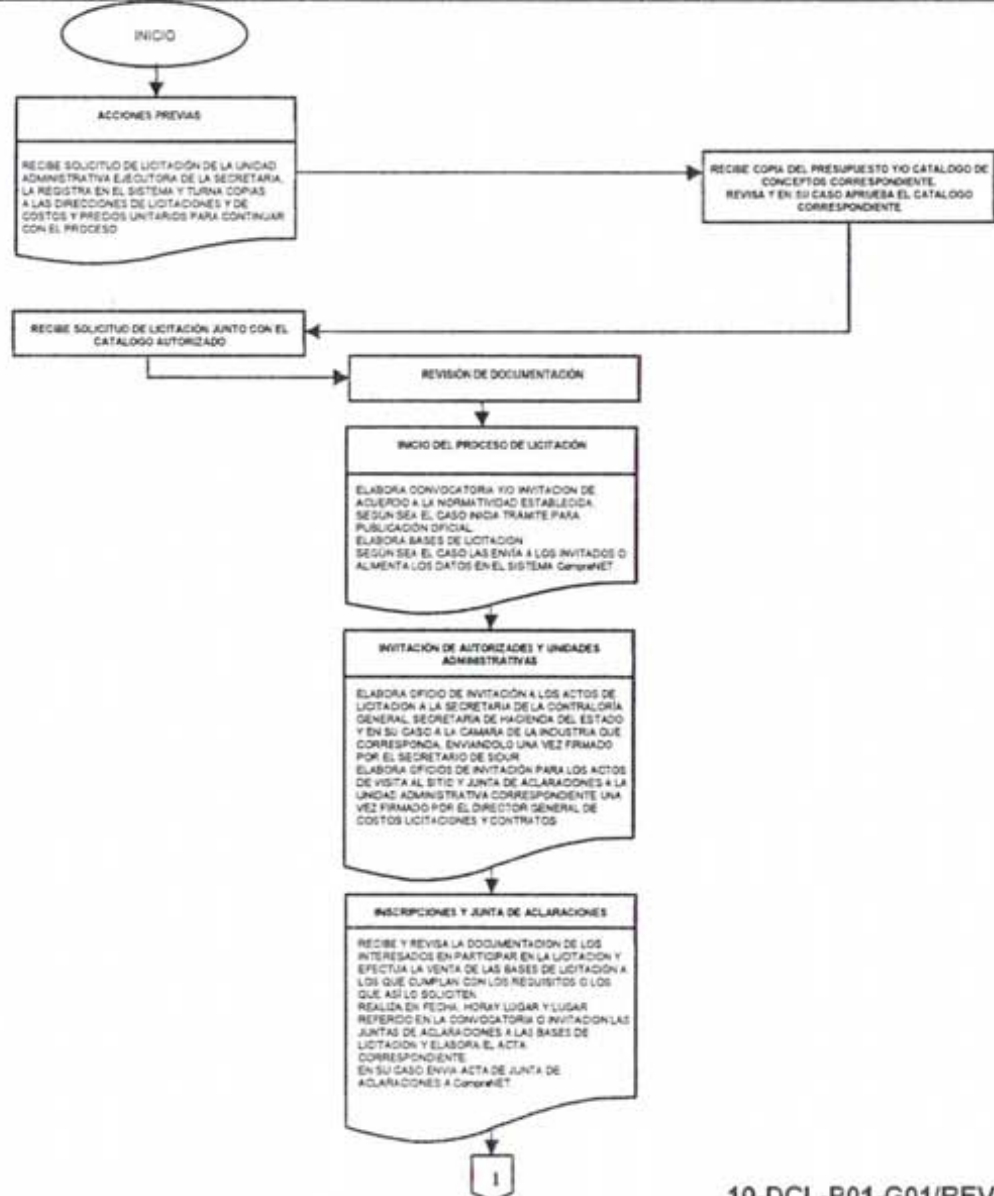 INICIO
ACCIONES PREVIAS
RECIBE SOLICITUD DE LICITACIÓN DE LA UNIDAD
ADMINISTRATIVA EJECUTORA DE LA SECRETARIA,
LA REGISTRA EN EL SISTEMA Y TURNA COPIAS
A LAS DIRECCIONES DE LICITACIONES Y DE
COSTOS Y PRECIOS UNITARIOS PARA CONTINUAR
CON EL PROCESO
RECIBE COPIA DEL PRESUPUESTO Y/O CATALOGO DE
CONCEPTOS CORRESPONDIENTE.
REVISA Y EN SU CASO APRUEBA EL CATALOGO
CORRESPONDIENTE
RECIBE SOLICITUD DE LICITACIÓN JUNTO CON EL
CATALOGO AUTORIZADO
REVISIÓN DE DOCUMENTACIÓN
INICIO DEL PROCESO DE LICITACIÓN
ELABORA CONVOCATORIA Y/O INVITACION DE
ACUERDO A LA NORMATIVIDAD ESTABLECIDA.
SEGÚN SEA EL CASO INICIA TRÁMITE PARA
PUBLICACIÓN OFICIAL.
ELABORA BASES DE LICITACIÓN
SEGÚN SEA EL CASO LAS ENVÍA A LOS INVITADOS O
ALIMENTA LOS DATOS EN EL SISTEMA CompraNET
INVITACIÓN DE AUTORIZADES Y UNIDADES
ADMINISTRATIVAS
ELABORA OFICIO DE INVITACIÓN A LOS ACTOS DE
LICITACION A LA SECRETARIA DE LA CONTRALORÍA
GENERAL, SECRETARÍA DE HACIENDA DEL ESTADO
Y EN SU CASO A LA CAMARA DE LA INDUSTRIA QUE
CORRESPONDA, ENVIANDOLO UNA VEZ FIRMADO
POR EL SECRETARIO DE SIDUR
ELABORA OFICIOS DE INVITACIÓN PARA LOS ACTOS
DE VISITA AL SITIO Y JUNTA DE ACLARACIONES A LA
UNIDAD ADMINISTRATIVA CORRESPONDIENTE UNA
VEZ FIRMADO POR EL DIRECTOR GENERAL DE
COSTOS LICITACIONES Y CONTRATOS
INSCRIPCIONES Y JUNTA DE ACLARACIONES
RECIBE Y REVISA LA DOCUMENTACION DE LOS
INTERESADOS EN PARTICIPAR EN LA LICITACION Y
EFECTUA LA VENTA DE LAS BASES DE LICITACIÓN A
LOS QUE CUMPLAN CON LOS REQUISITOS O LOS
QUE ASÍ LO SOLICITEN
REALIZA EN FECHA, HORA Y LUGAR Y LUGAR
REFERIDO EN LA CONVOCATORIA O INVITACION LAS
JUNTAS DE ACLARACIONES A LAS BASES DE
LICITACION Y ELABORA EL ACTA
CORRESPONDIENTE.
EN SU CASO ENVIA ACTA DE JUNTA DE
ACLARACIONES A CompraNET
1
10-DCL-P01-G01/REV